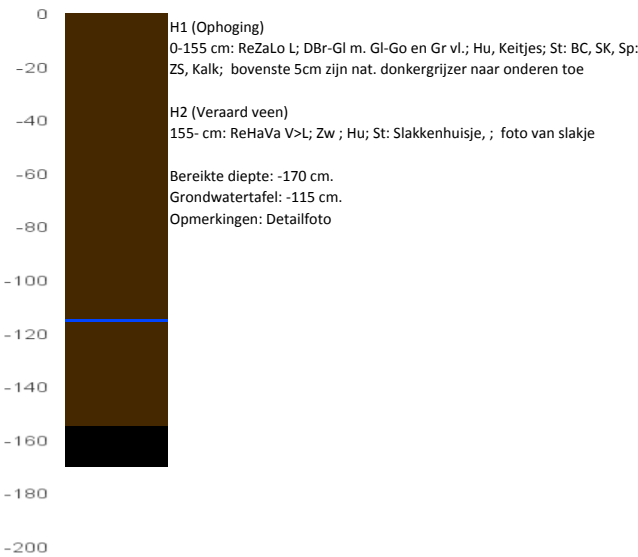 H1 (Ophoging)
0-155 cm: ReZaLo L; DBr-Gl m. Gl-Go en Gr vl.; Hu, Keitjes; St: BC, SK, Sp:
ZS, Kalk;  bovenste 5cm zijn nat. donkergrijzer naar onderen toe
H2 (Veraard veen)
155- cm: ReHaVa V>L; Zw ; Hu; St: Slakkenhuisje, ;  foto van slakje
Bereikte diepte: -170 cm.
Grondwatertafel: -115 cm.
Opmerkingen: Detailfoto
0
-20
-40
-60
-80
-100
-120
-140
-160
-180
-200